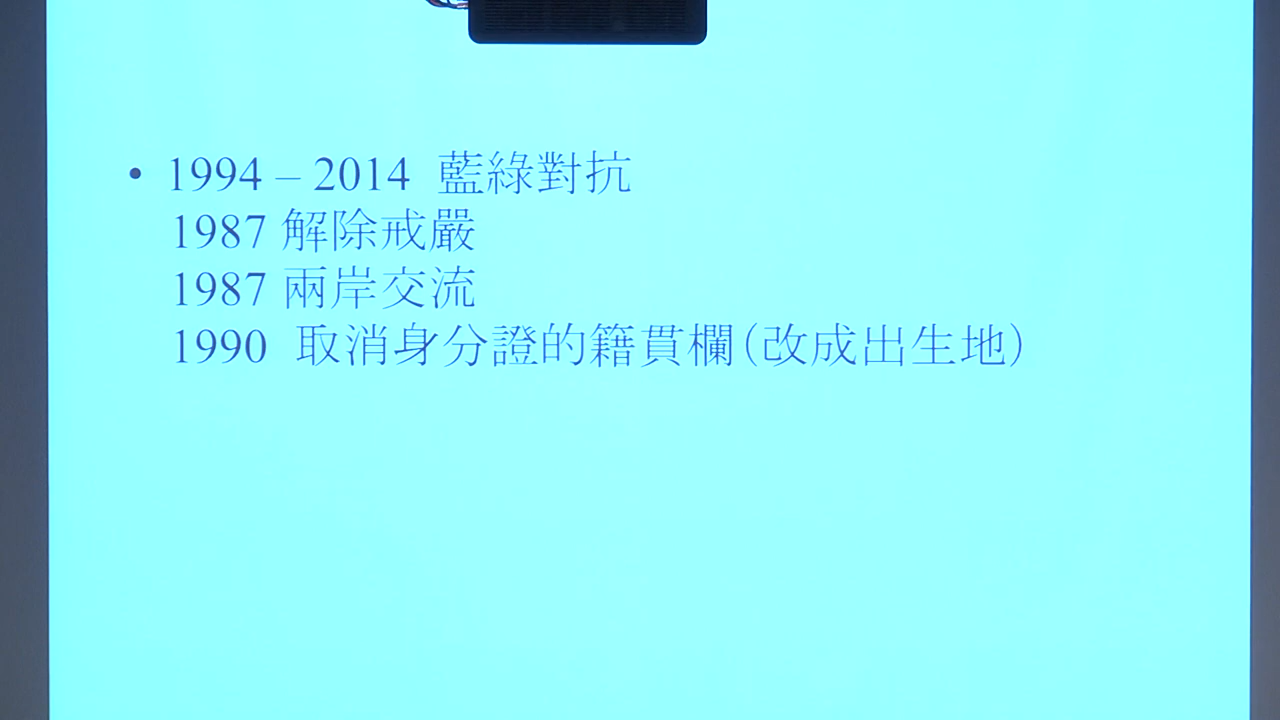 • 1994 – 2014 藍綠對抗
1987 解除戒嚴
1987 兩岸交流
1990 取消身分證的籍貫欄(改成出生地)